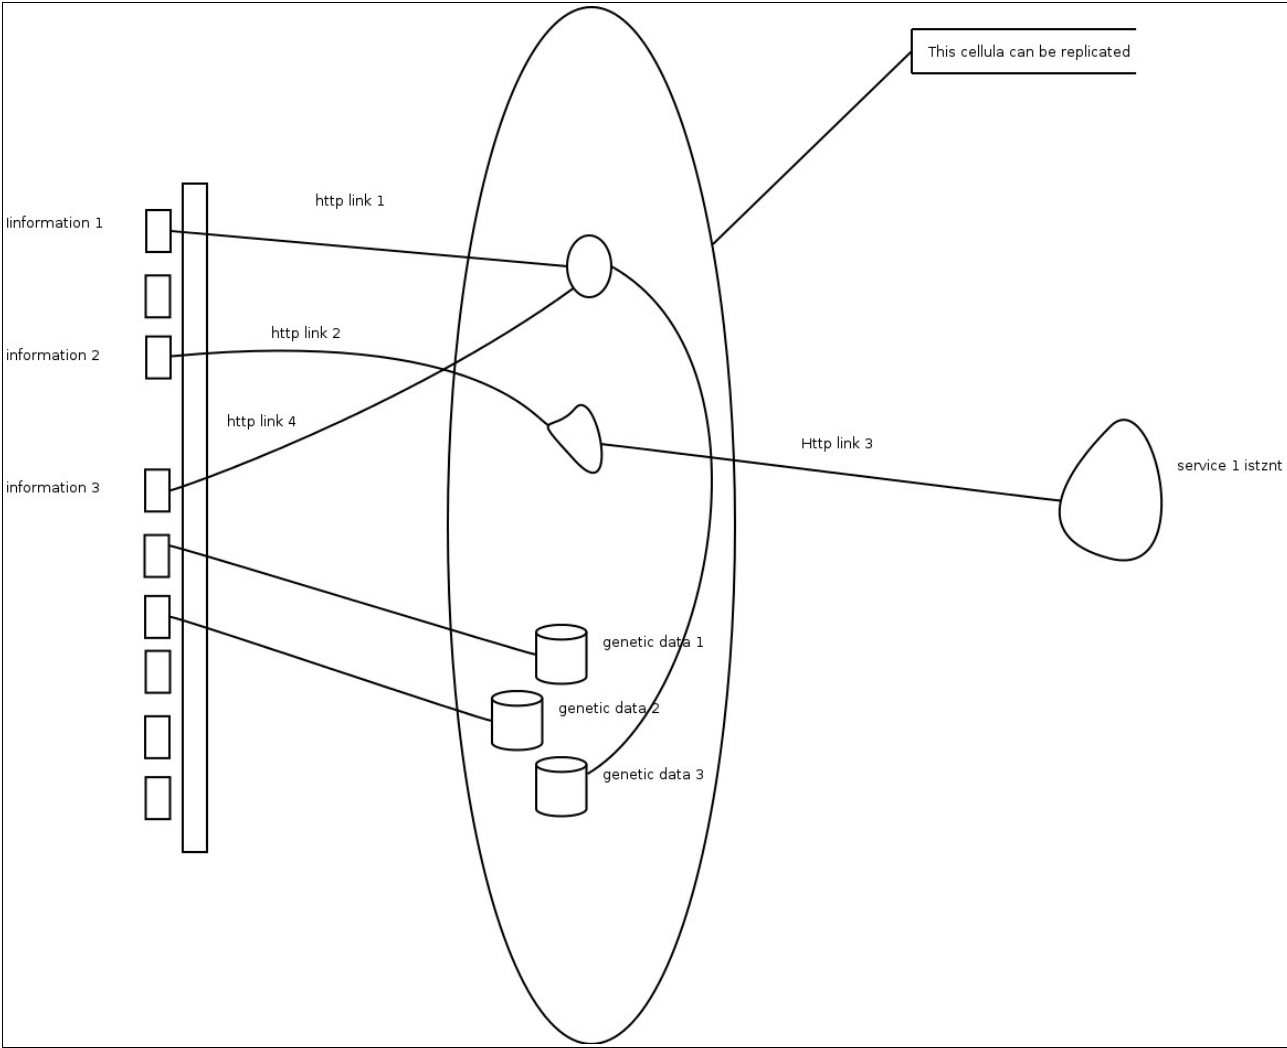 This cellula can be replicated
http link 1
Iinformation 1
http link 2
information 2
http link 4
Http link 3
service 1 istznt
information 3
genetic data 1
genetic data 2
genetic data 3